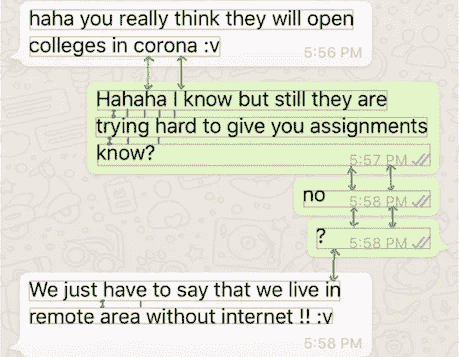 haha you really think they will open
colleges in corona :v
5:56 PM
Hahaha I know but still they are
trying hard to give you assignments
know?
5:57 PM
no
5:58 PM
?
5:58 PM
We just have to say that we live in
remote area without internet !! :v
5:58 PM